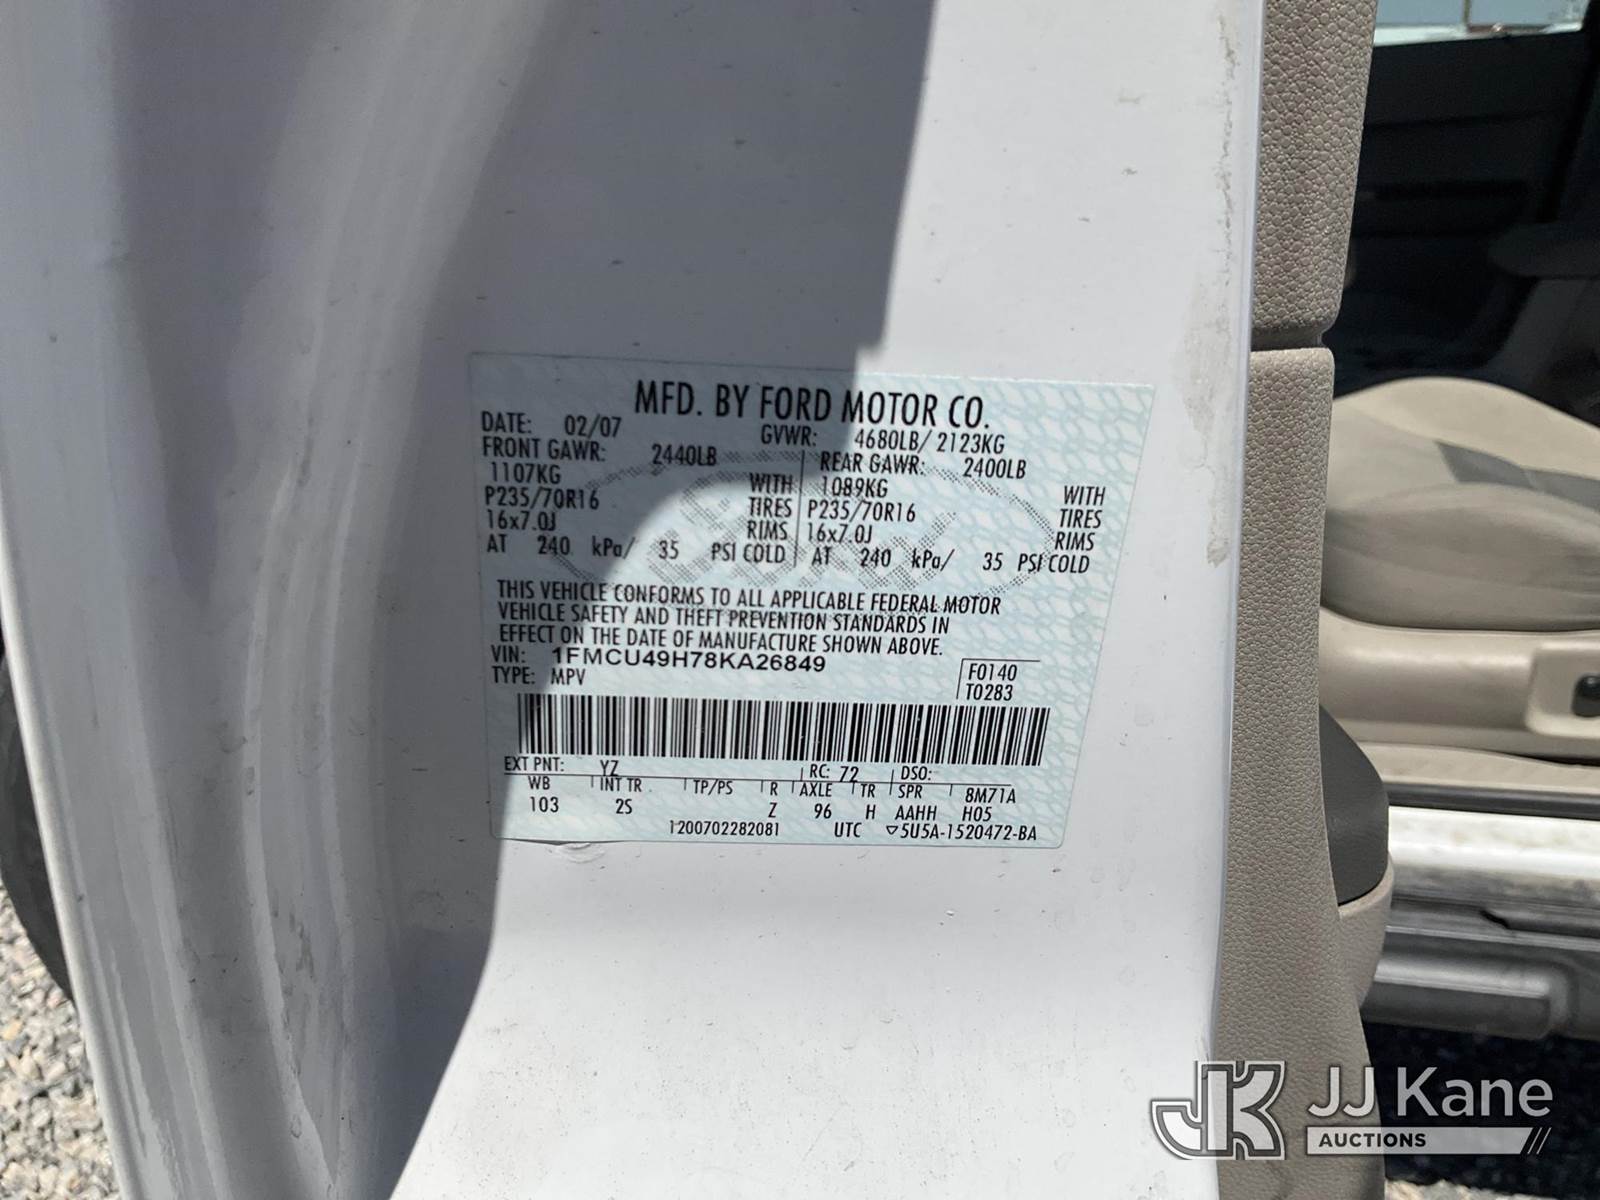 MFD. BY FORD MOTOR CO.
DATE: 02/07 GVWR: 4680LB/ 2123KG
FRONT GAWR: 2440LB REAR GAWR: 2400LB
1107KG WITH 1089KG WITH
P235/70R16 TIRES P235/70R16 TIRES
16x7.0J RIMS 16x7.0J RIMS
AT 240 kPa/ 35 PSI COLD AT 240 kPa/ 35 PSI COLD
THIS VEHICLE CONFORMS TO ALL APPLICABLE FEDERAL MOTOR
VEHICLE SAFETY AND THEFT PREVENTION STANDARDS IN
EFFECT ON THE DATE OF MANUFACTURE SHOWN ABOVE.
VIN: 1FMCU49H78KA26849 F0140
TYPE: MPV T0283
EXT PNT: YZ RC: 72 DSO:
WB INT TR TP/PS R AXLE TR SPR 8M71A
103 2S Z 96 H AAHH H05
1200702282081 UTC ▽5U5A-1520472-BA
Ford
JK JJ Kane
AUCTIONS